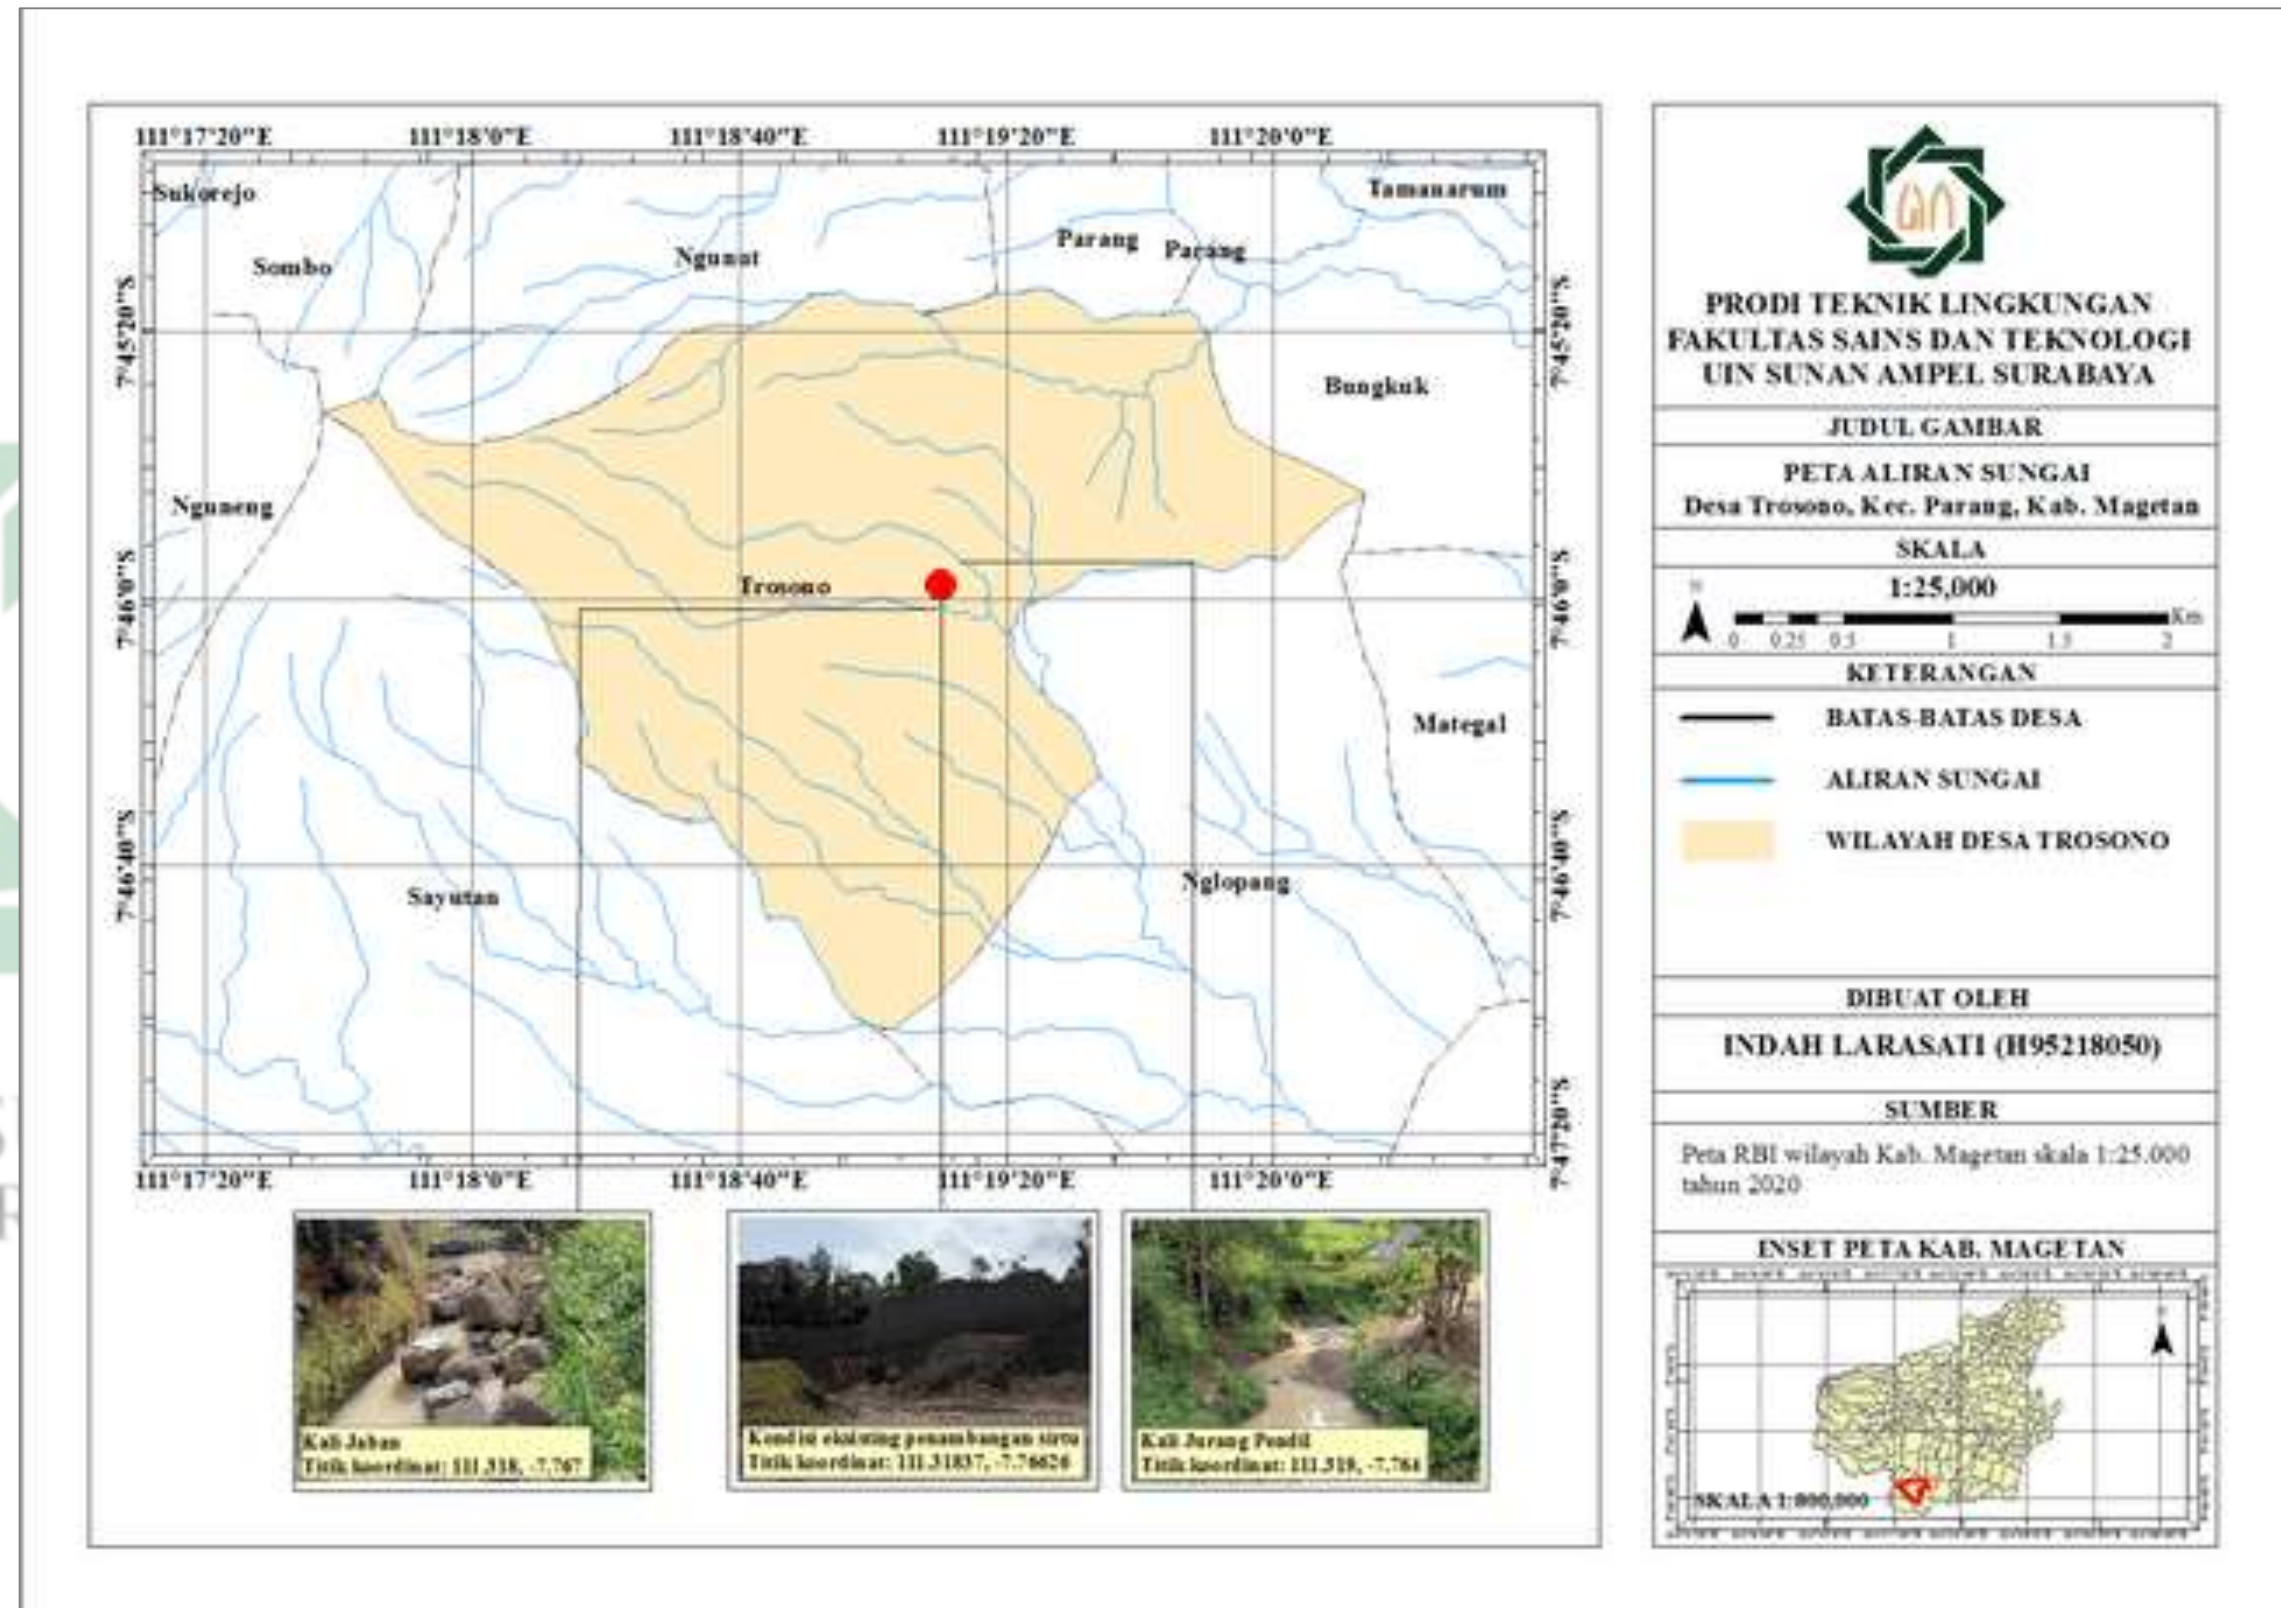 111°17'20"E 111°18'0"E 111°18'40"E 111°19'20"E 111°20'0"E
Sukorejo
Tamanarum
Sombo
Ngunut
Parang
Parang
7°45'20"S
7°45'20"S
Bungkuk
Nguneng
7°46'0"S
7°46'0"S
Trosono
Mategal
7°46'40"S
7°46'40"S
Sayutan
Nglopang
7°47'20"S
111°17'20"E 111°18'0"E 111°18'40"E 111°19'20"E 111°20'0"E
Kali Jaban
Titik koordinat: 111.318, -7.767
Kondisi eksisting penambangan sirtu
Titik koordinat: 111.31837, -7.76626
Kali Jurang Pendil
Titik koordinat: 111.319, -7.764
PRODI TEKNIK LINGKUNGAN
FAKULTAS SAINS DAN TEKNOLOGI
UIN SUNAN AMPEL SURABAYA
JUDUL GAMBAR
PETA ALIRAN SUNGAI
Desa Trosono, Kec. Parang, Kab. Magetan
SKALA
N
1:25,000
Km
0 0.25 0.5 1 1.5 2
KETERANGAN
BATAS-BATAS DESA
ALIRAN SUNGAI
WILAYAH DESA TROSONO
DIBUAT OLEH
INDAH LARASATI (H95218050)
SUMBER
Peta RBI wilayah Kab. Magetan skala 1:25.000
tahun 2020
INSET PETA KAB. MAGETAN
SKALA 1:800,000